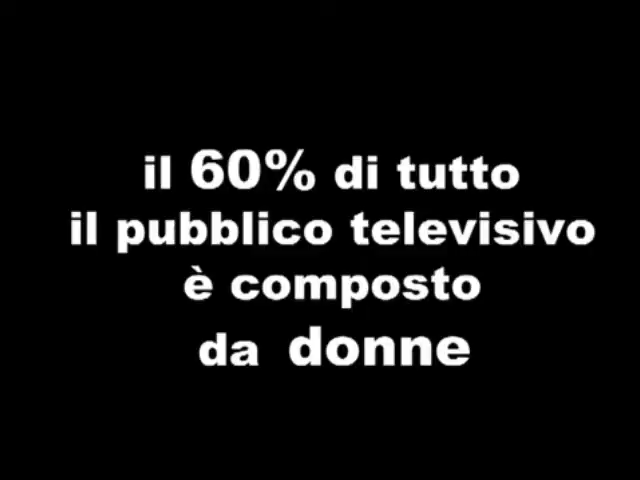 il 60% di tutto
il pubblico televisivo
è composto
da donne